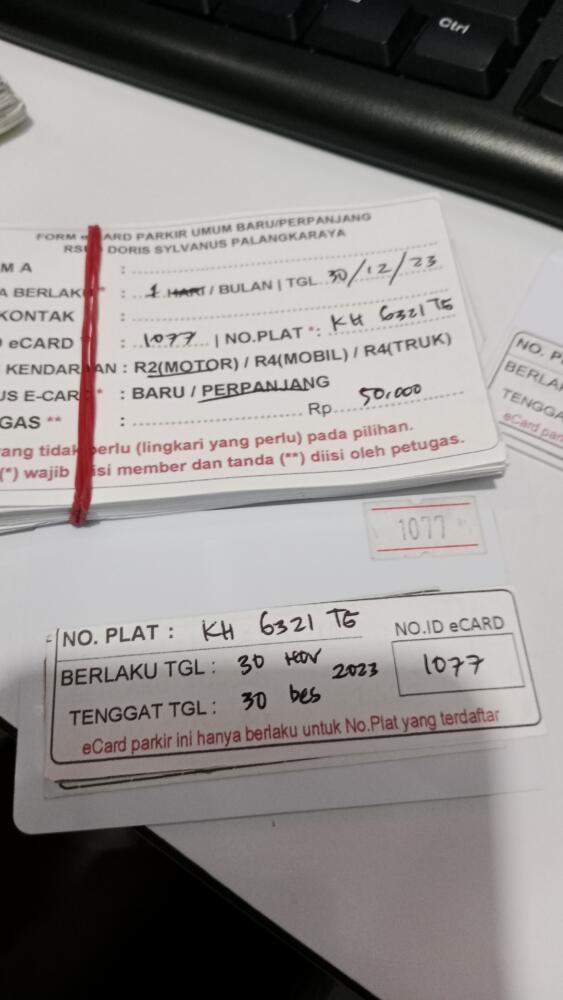 Ctrl
FORM eCARD PARKIR UMUM BARU/PERPANJANG
DORIS SYLVANUS PALANGKARAYA
M A :
A BERLAKU* : 1 HARI / BULAN | TGL 30/12/23
KONTAK :
eCARD 1077 | NO.PLAT *: KH 6321 TE
KENDARAAN : R2(MOTOR) / R4(MOBIL) / R4(TRUK)
US E-CARD* : BARU / PERPANJANG
GAS ** : Rp. 50.000
ang tidak perlu (lingkari yang perlu) pada pilihan.
(*) wajib diisi member dan tanda (**) diisi oleh petugas.
NO. P
BERLA
TENGGA
eCard park
1077
NO. PLAT : KH 6321 TE
NO.ID eCARD
BERLAKU TGL : 30 NOV 2023
1077
TENGGAT TGL : 30 Des
eCard parkir ini hanya berlaku untuk No.Plat yang terdaftar